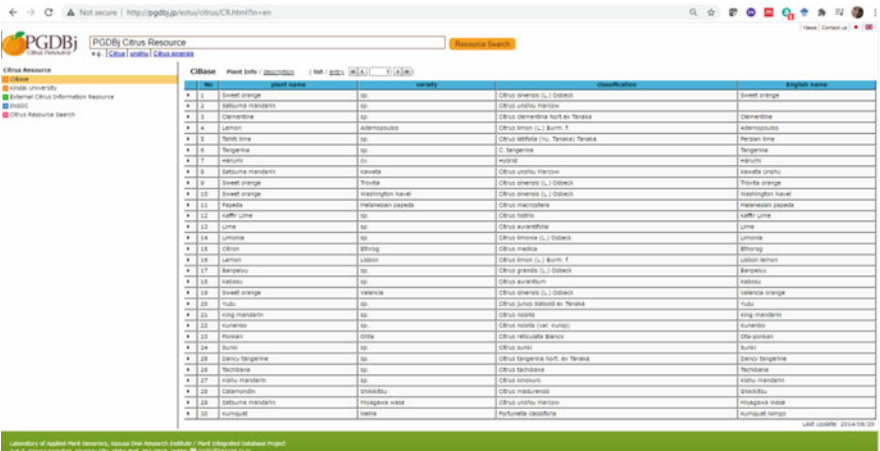 Not secure | http://pgdbj.jp/estui/citrus/CR.html?ln=en
News | Contact us
PGDBj
Citrus Resource
PGDBj Citrus Resource
Resource Search
e.g., Citrus unshiu Citrus sinensis
Citrus Resource
CiBase
Kindai University
External Citrus Information Resource
INSDC
Citrus Resource Search
CiBase Plant Info / description | list / entry 1
No plant name variety classification English name
1 Sweet orange sp. Citrus sinensis (L.) Osbeck Sweet orange
2 Satsuma mandarin sp. Citrus unshiu Marcow
3 Clementine sp. Citrus clementina hort.ex Tanaka Clementine
4 Lemon Adamopoulos Citrus limon (L.) Burm. f. Adamopoulos
5 Tahiti lime sp. Citrus latifolia (Yu. Tanaka) Tanaka Persian lime
6 Tangerina sp. C. tangerina Tangerina
7 Harumi cv. Hybrid Harumi
8 Satsuma mandarin Kawata Citrus unshiu Marcow Kawata Unshu
9 Sweet orange Trovita Citrus sinensis (L.) Osbeck Trovita orange
10 Sweet orange Washington Navel Citrus sinensis (L.) Osbeck Washington Navel
11 Papeda Melanesian papeda Citrus macroptera Melanesian papeda
12 Kaffir Lime sp. Citrus hystrix Kaffir Lime
13 Lime sp. Citrus aurantifolia Lime
14 Limonia sp. Citrus limonia (L.) Osbeck Limonia
15 Citron Ethrog Citrus medica Ethorog
16 Lemon Lisbon Citrus limon (L.) Burm. f. Lisbon lemon
17 Banpeiyu sp. Citrus grandis (L.) Osbeck Banpeiyu
18 Kabosu sp. Citrus aurantium Kabosu
19 Sweet orange Valencia Citrus sinensis (L.) Osbeck Valencia orange
20 Yuzu sp. Citrus junos Siebold ex Tanaka Yuzu
21 King mandarin sp. Citrus nobilis King mandarin
22 Kunenbo sp. Citrus nobilis (var. Kunip) Kunenbo
23 Ponkan Ohta Citrus reticulata Blanco Ota-ponkan
24 Sunki sp. Citrus sunki Sunki
25 Dancy tangerine sp. Citrus tangerina hort. ex Tanaka Dancy tangerine
26 Tachibana sp. Citrus tachibana Tachibana
27 Kishu mandarin sp. Citrus kinokuni Kishu mandarin
28 Calamondin Shikikitsu Citrus madurensis Shikikitsu
29 Satsuma mandarin Miyagawa Wase Citrus unshiu Marcow Miyagawa Wase
30 Kumquat Neiha Fortunella classifolia Kumquat Nimpo
Last update: 2014/06/20
Laboratory of Applied Plant Genomics, Kazusa DNA Research Institute / Plant Integrated Database Project